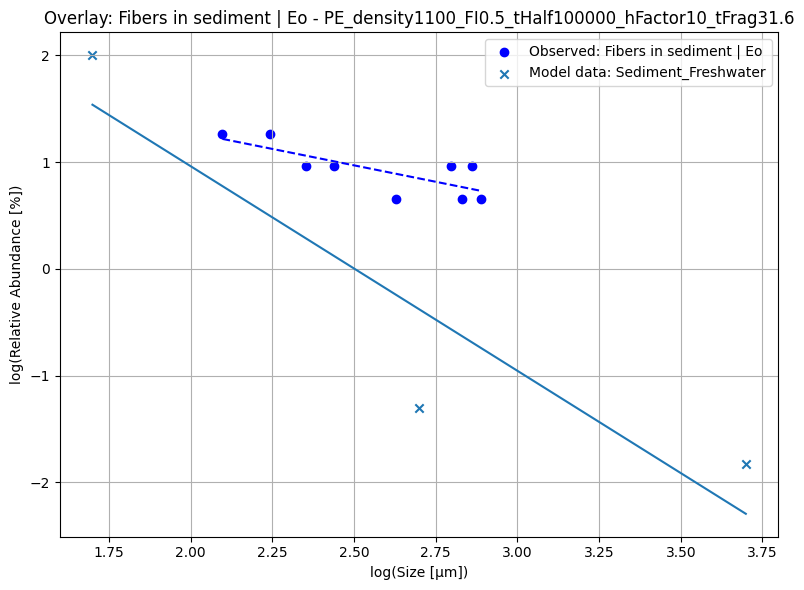 Overlay: Fibers in sediment | Eo - PE_density1100_FI0.5_tHalf100000_hFactor10_tFrag31.6
Observed: Fibers in sediment | Eo
Model data: Sediment_Freshwater
log(Relative Abundance [%])
2
1
0
−1
−2
1.75 2.00 2.25 2.50 2.75 3.00 3.25 3.50 3.75
log(Size [µm])